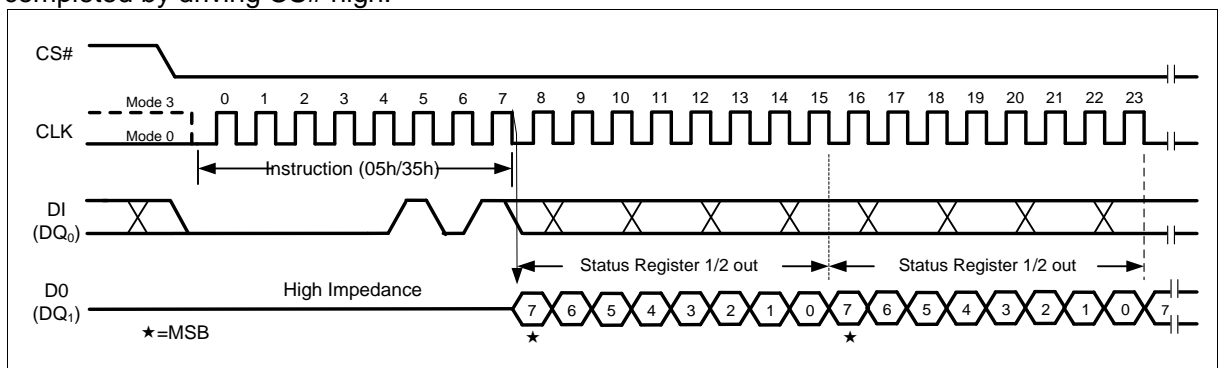 completed by driving CS# high.
CS#
Mode 3
0 1 2 3 4 5 6 7 8 9 10 11 12 13 14 15 16 17 18 19 20 21 22 23
CLK
Mode 0
Instruction (05h/35h)
DI
(DQ0)
Status Register 1/2 out
Status Register 1/2 out
D0
(DQ1)
High Impedance
7 6 5 4 3 2 1 0 7 6 5 4 3 2 1 0 7
★=MSB
★
★